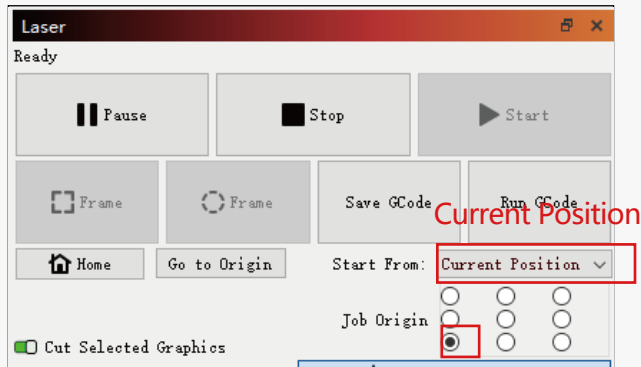 Laser
Ready
Pause
Stop
Start
Frame
Frame
Save GCode
Run GCode
Current Position
Home
Go to Origin
Start From:
Current Position
Job Origin
Cut Selected Graphics